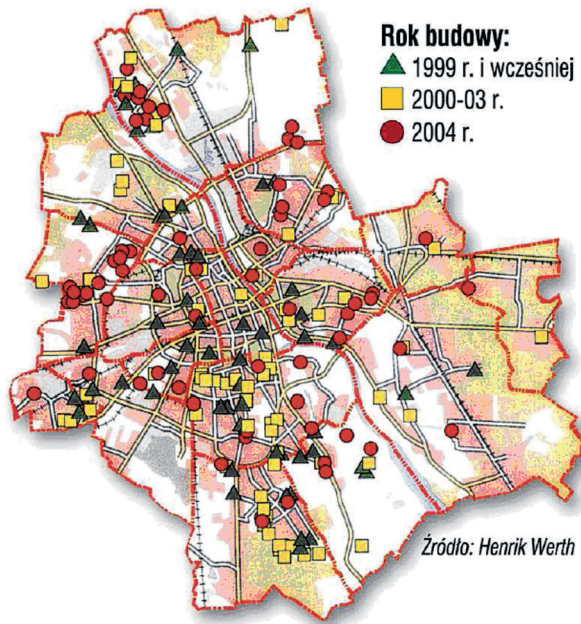 Rok budowy:
1999 r. i wcześniej
2000-03 r.
2004 r.
Źródło: Henrik Werth